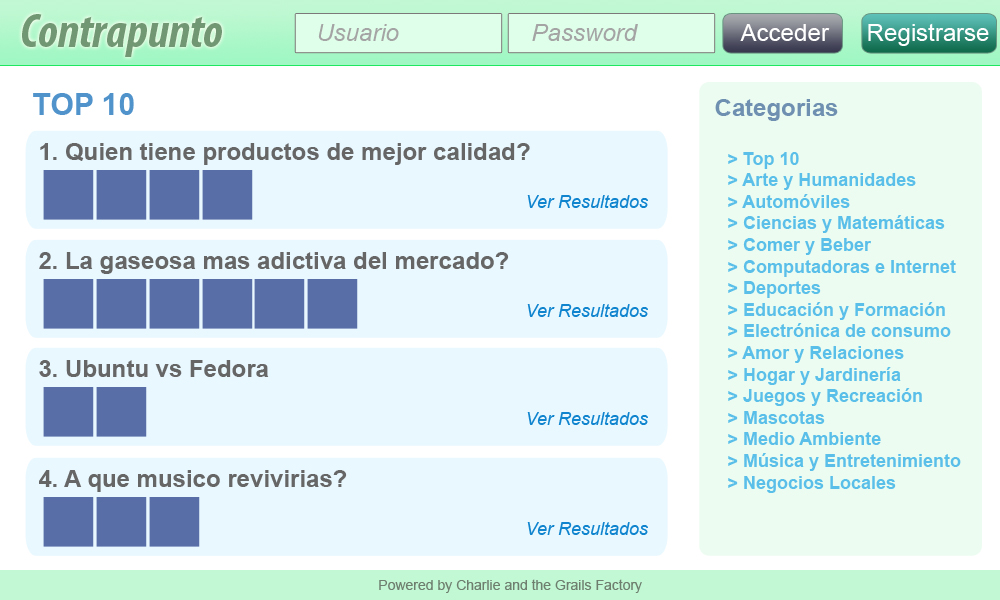 Contrapunto
Usuario
Password
Acceder
Registrarse
TOP 10
1. Quien tiene productos de mejor calidad?
Ver Resultados
2. La gaseosa mas adictiva del mercado?
Ver Resultados
3. Ubuntu vs Fedora
Ver Resultados
4. A que musico revivirias?
Ver Resultados
Categorias
> Top 10
> Arte y Humanidades
> Automóviles
> Ciencias y Matemáticas
> Comer y Beber
> Computadoras e Internet
> Deportes
> Educación y Formación
> Electrónica de consumo
> Amor y Relaciones
> Hogar y Jardinería
> Juegos y Recreación
> Mascotas
> Medio Ambiente
> Música y Entretenimiento
> Negocios Locales
Powered by Charlie and the Grails Factory